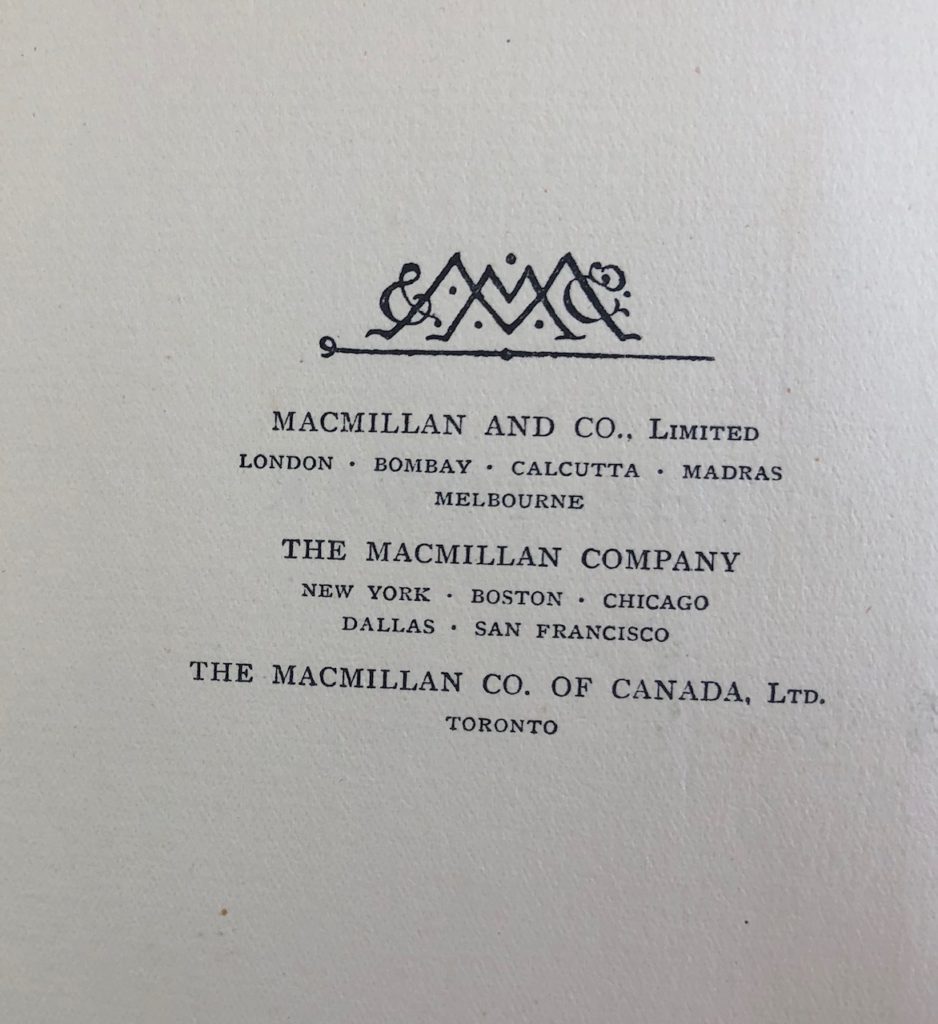 MACMILLAN AND CO., LIMITED
LONDON · BOMBAY · CALCUTTA · MADRAS
MELBOURNE
THE MACMILLAN COMPANY
NEW YORK · BOSTON · CHICAGO
DALLAS · SAN FRANCISCO
THE MACMILLAN CO. OF CANADA, LTD.
TORONTO